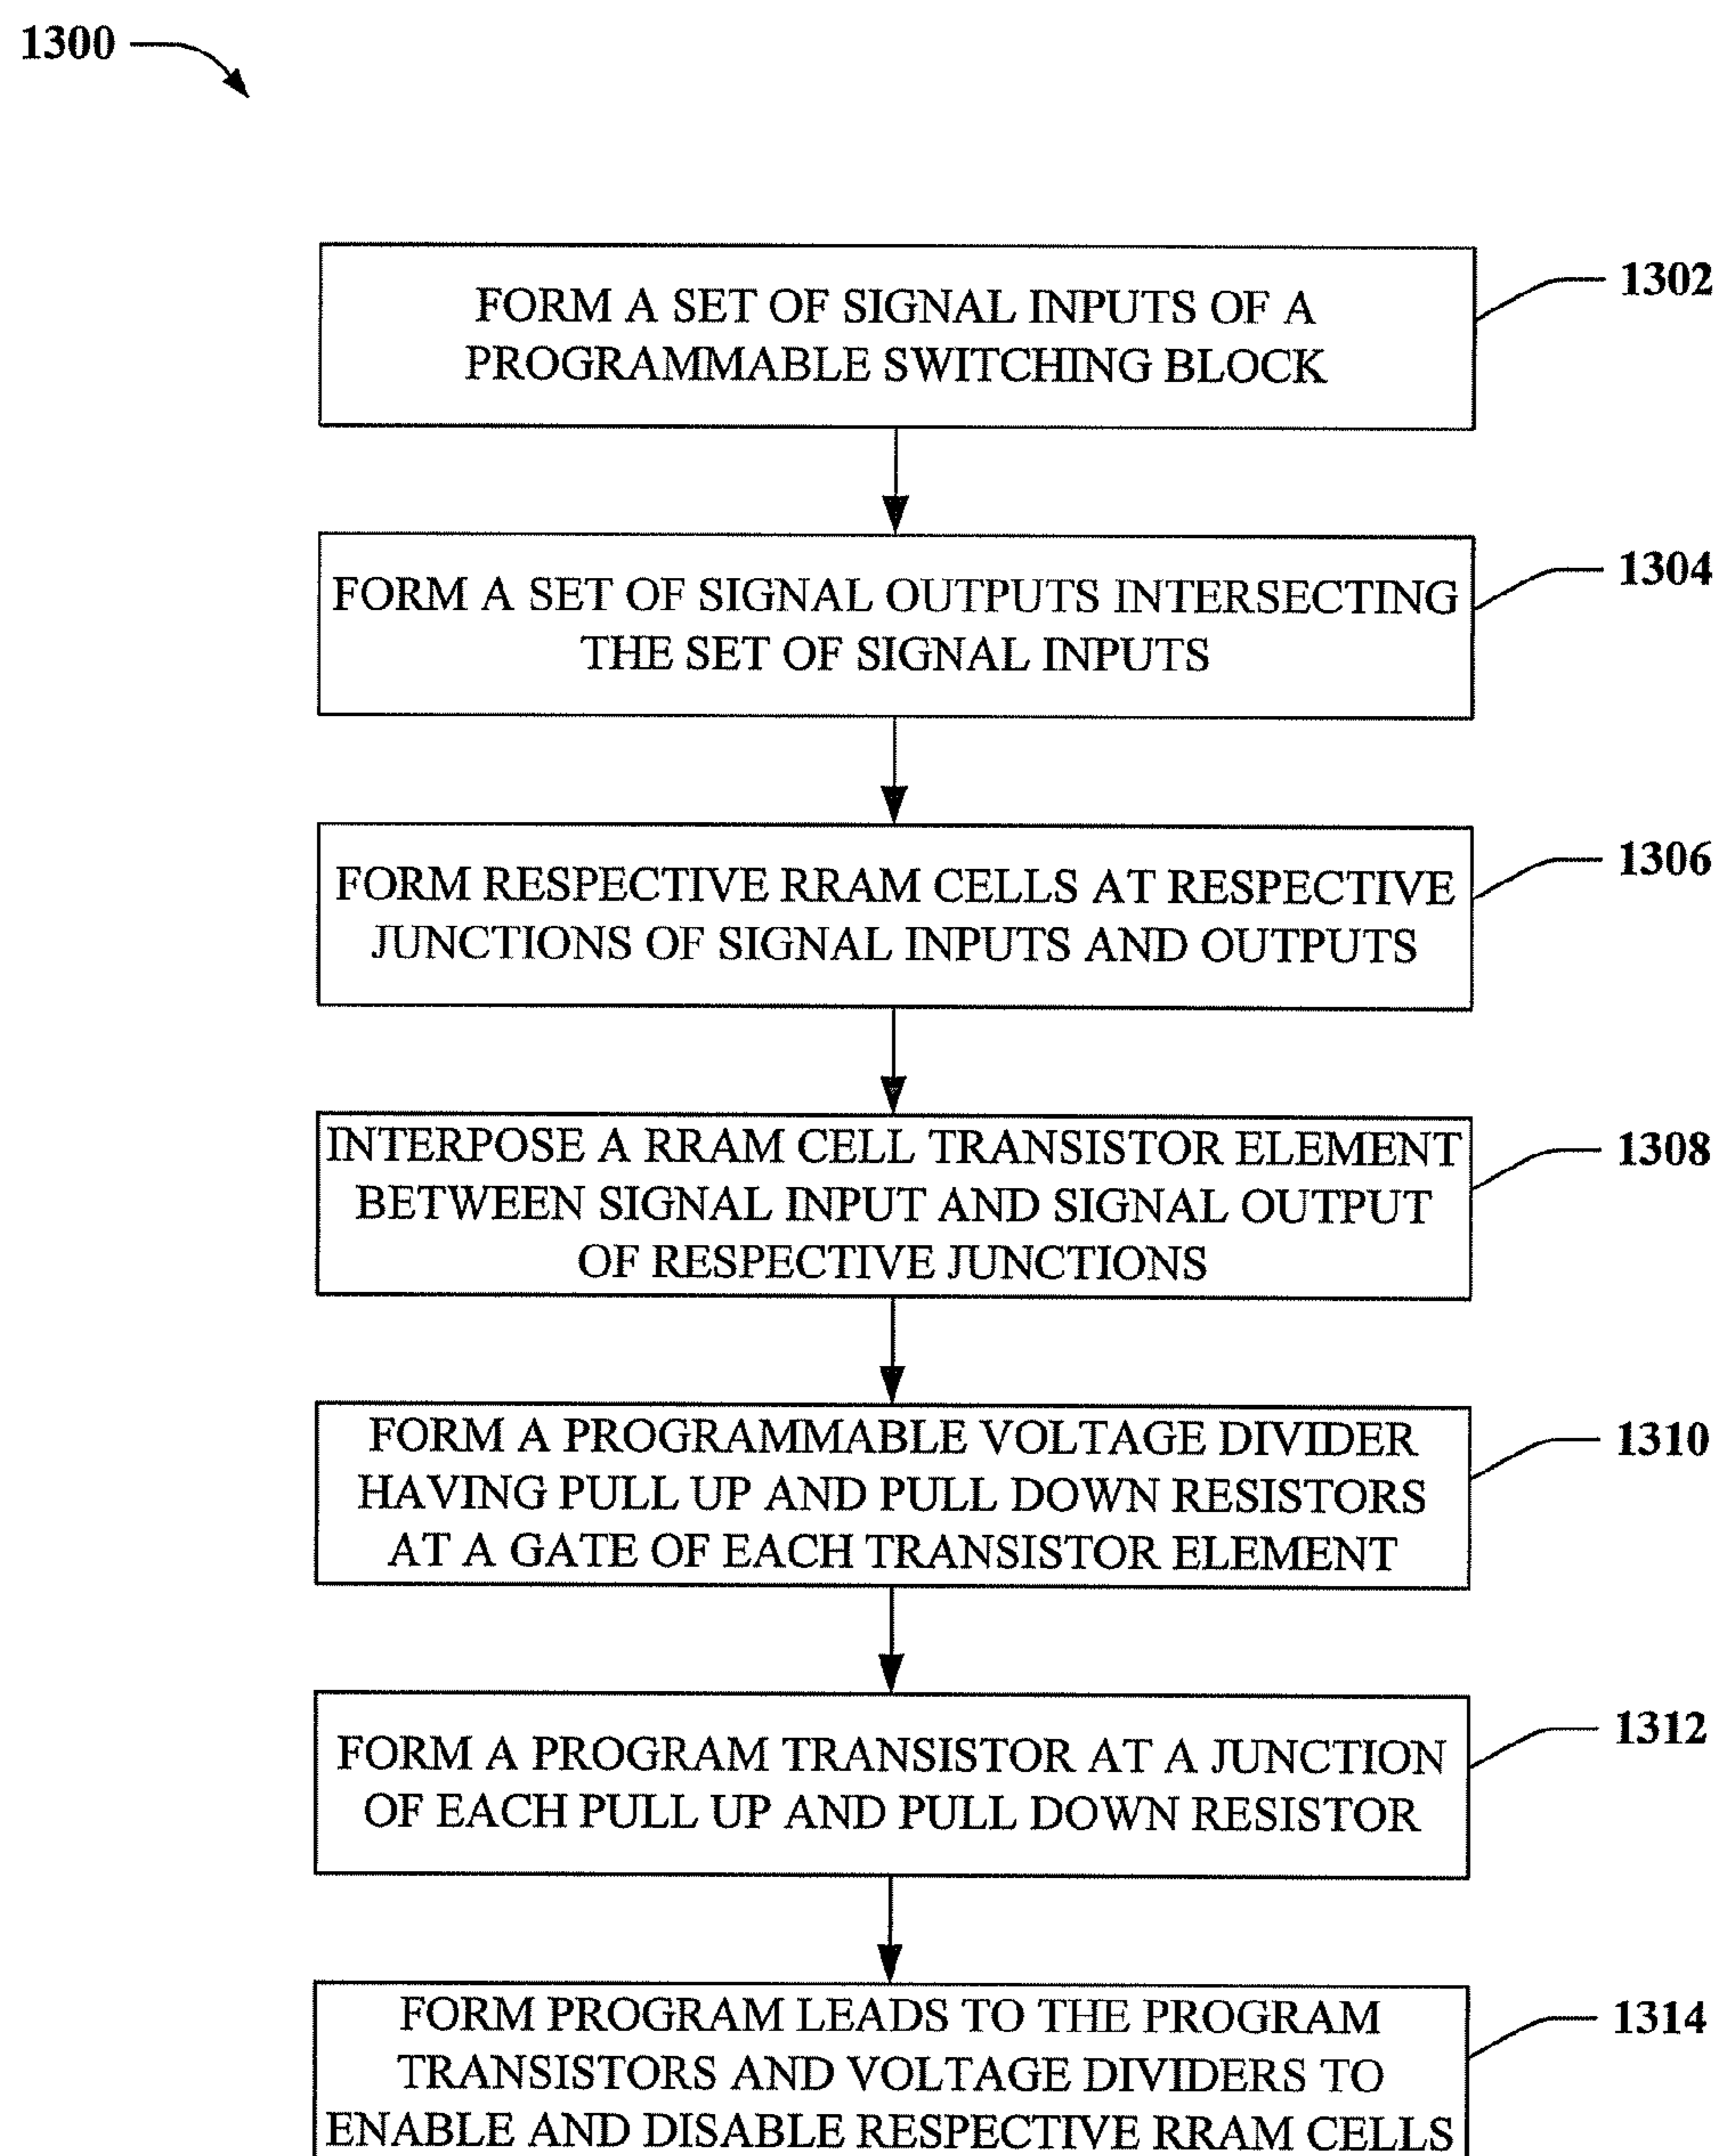 1300
FORM A SET OF SIGNAL INPUTS OF A
PROGRAMMABLE SWITCHING BLOCK
1302
FORM A SET OF SIGNAL OUTPUTS INTERSECTING
THE SET OF SIGNAL INPUTS
1304
FORM RESPECTIVE RRAM CELLS AT RESPECTIVE
JUNCTIONS OF SIGNAL INPUTS AND OUTPUTS
1306
INTERPOSE A RRAM CELL TRANSISTOR ELEMENT
BETWEEN SIGNAL INPUT AND SIGNAL OUTPUT
OF RESPECTIVE JUNCTIONS
1308
FORM A PROGRAMMABLE VOLTAGE DIVIDER
HAVING PULL UP AND PULL DOWN RESISTORS
AT A GATE OF EACH TRANSISTOR ELEMENT
1310
FORM A PROGRAM TRANSISTOR AT A JUNCTION
OF EACH PULL UP AND PULL DOWN RESISTOR
1312
FORM PROGRAM LEADS TO THE PROGRAM
TRANSISTORS AND VOLTAGE DIVIDERS TO
ENABLE AND DISABLE RESPECTIVE RRAM CELLS
1314